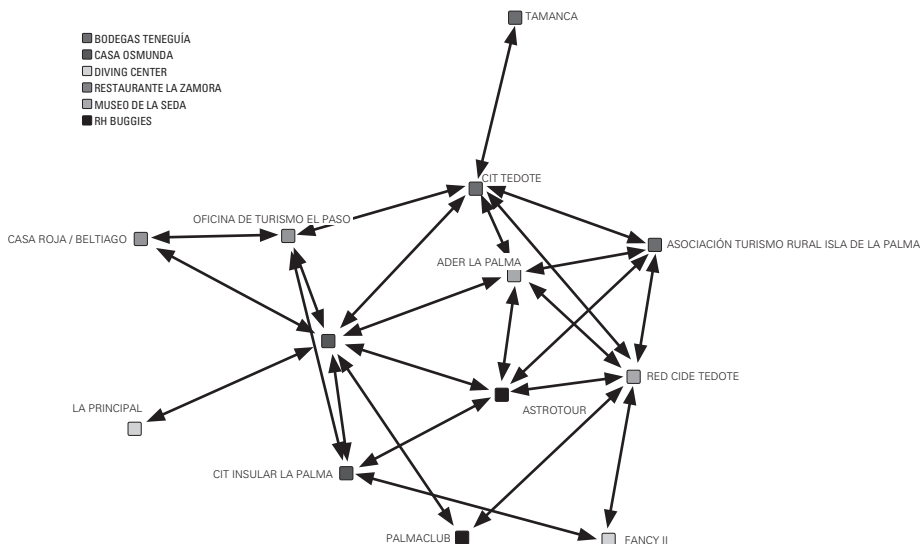 TAMANCA
BODEGAS TENEGUÍA
CASA OSMUNDA
DIVING CENTER
RESTAURANTE LA ZAMORA
MUSEO DE LA SEDA
RH BUGGIES
CIT TEDOTE
OFICINA DE TURISMO EL PASO
CASA ROJA / BELTIAGO
ASOCIACIÓN TURISMO RURAL ISLA DE LA PALMA
ADER LA PALMA
RED CIDE TEDOTE
LA PRINCIPAL
ASTROTOUR
CIT INSULAR LA PALMA
PALMACLUB
FANCY II